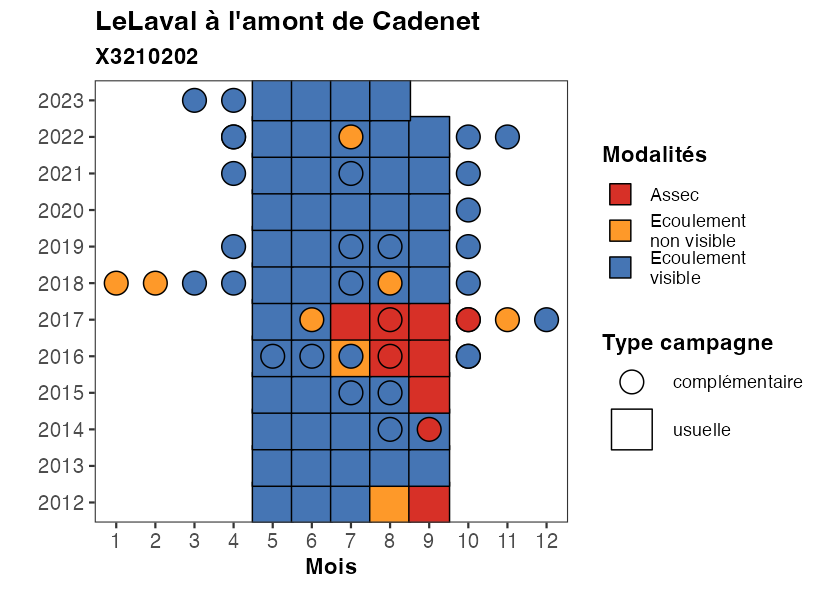 LeLaval à l'amont de Cadenet
X3210202
2023
2022
2021
2020
2019
2018
2017
2016
2015
2014
2013
2012
1 2 3 4 5 6 7 8 9 10 11 12
Mois
Modalités
Assec
Ecoulement
non visible
Ecoulement
visible
Type campagne
complémentaire
usuelle